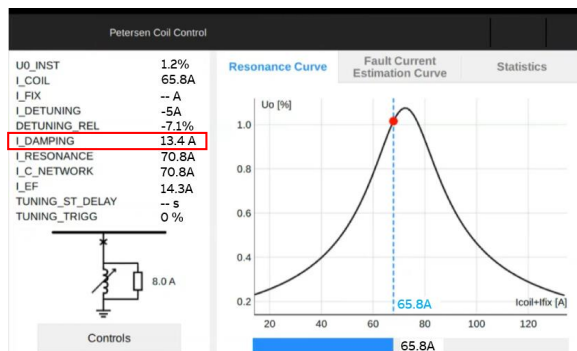 Petersen Coil Control
U0_INST 1.2%
I_COIL 65.8A
I_FIX -- A
I_DETUNING -5A
DETUNING_REL -7.1%
I_DAMPING 13.4 A
I_RESONANCE 70.8A
I_C_NETWORK 70.8A
I_EF 14.3A
TUNING_ST_DELAY -- s
TUNING_TRIGG 0 %
8.0 A
Controls
Resonance Curve
Fault Current
Estimation Curve
Statistics
Uo [%]
1.0
0.8
0.6
0.4
0.2
65.8A
Icoil+Ifix [A]
20 40 60 80 100 120
65.8A